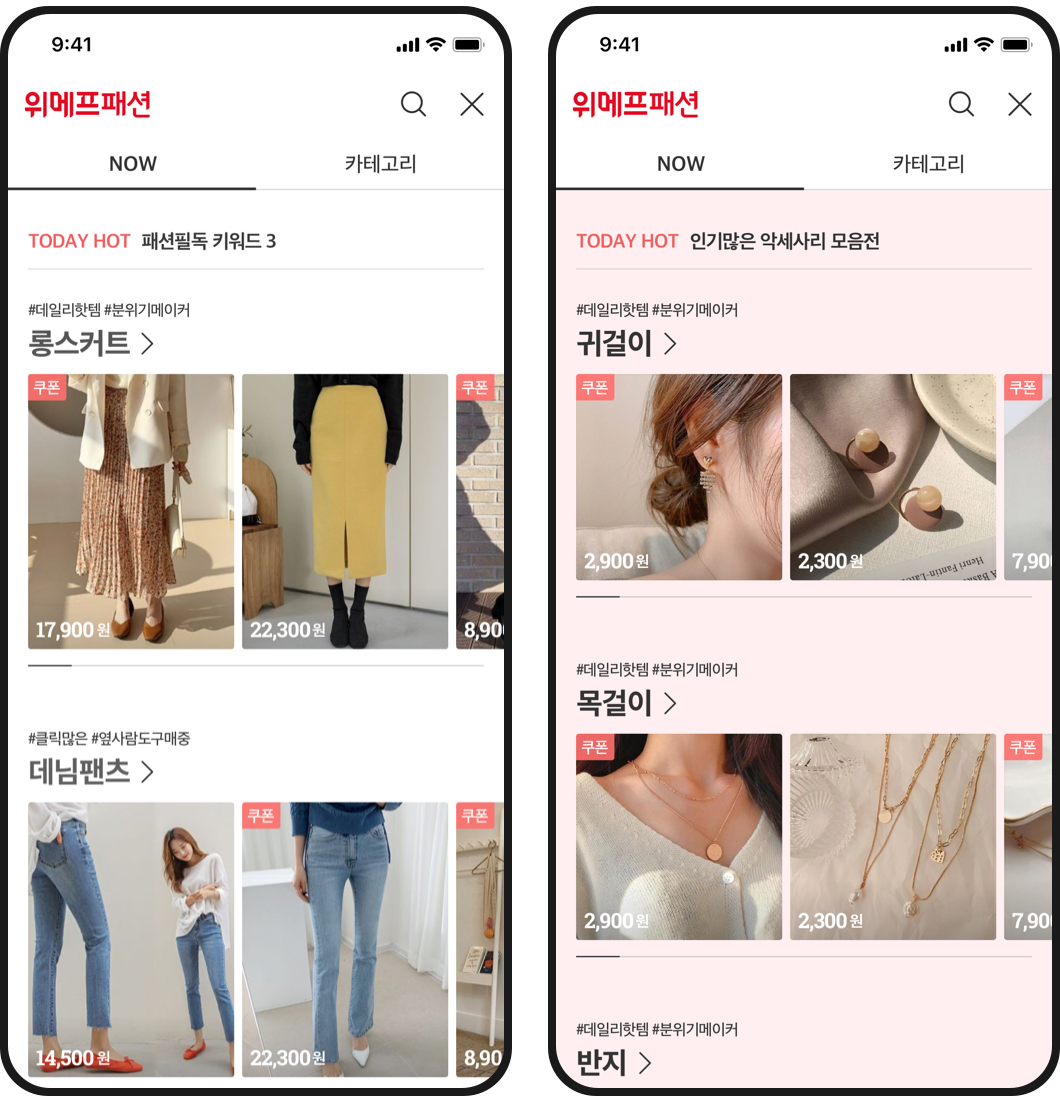 9:41
위메프패션
NOW 카테고리
TODAY HOT 패션필독 키워드 3
#데일리핫템 #분위기메이커
롱스커트
쿠폰 쿠폰
17,900원 22,300원 8,900
#클릭많은 #옆사람도구매중
데님팬츠
쿠폰 쿠폰
14,500원 22,300원 8,90
9:41
위메프패션
NOW 카테고리
TODAY HOT 인기많은 악세사리 모음전
#데일리핫템 #분위기메이커
귀걸이
쿠폰 쿠폰
Henri Fantin-Lato
2,900원 2,300원 7,90
#데일리핫템 #분위기메이커
목걸이
쿠폰 쿠폰
2,900원 2,300원 7,90
#데일리핫템 #분위기메이커
반지